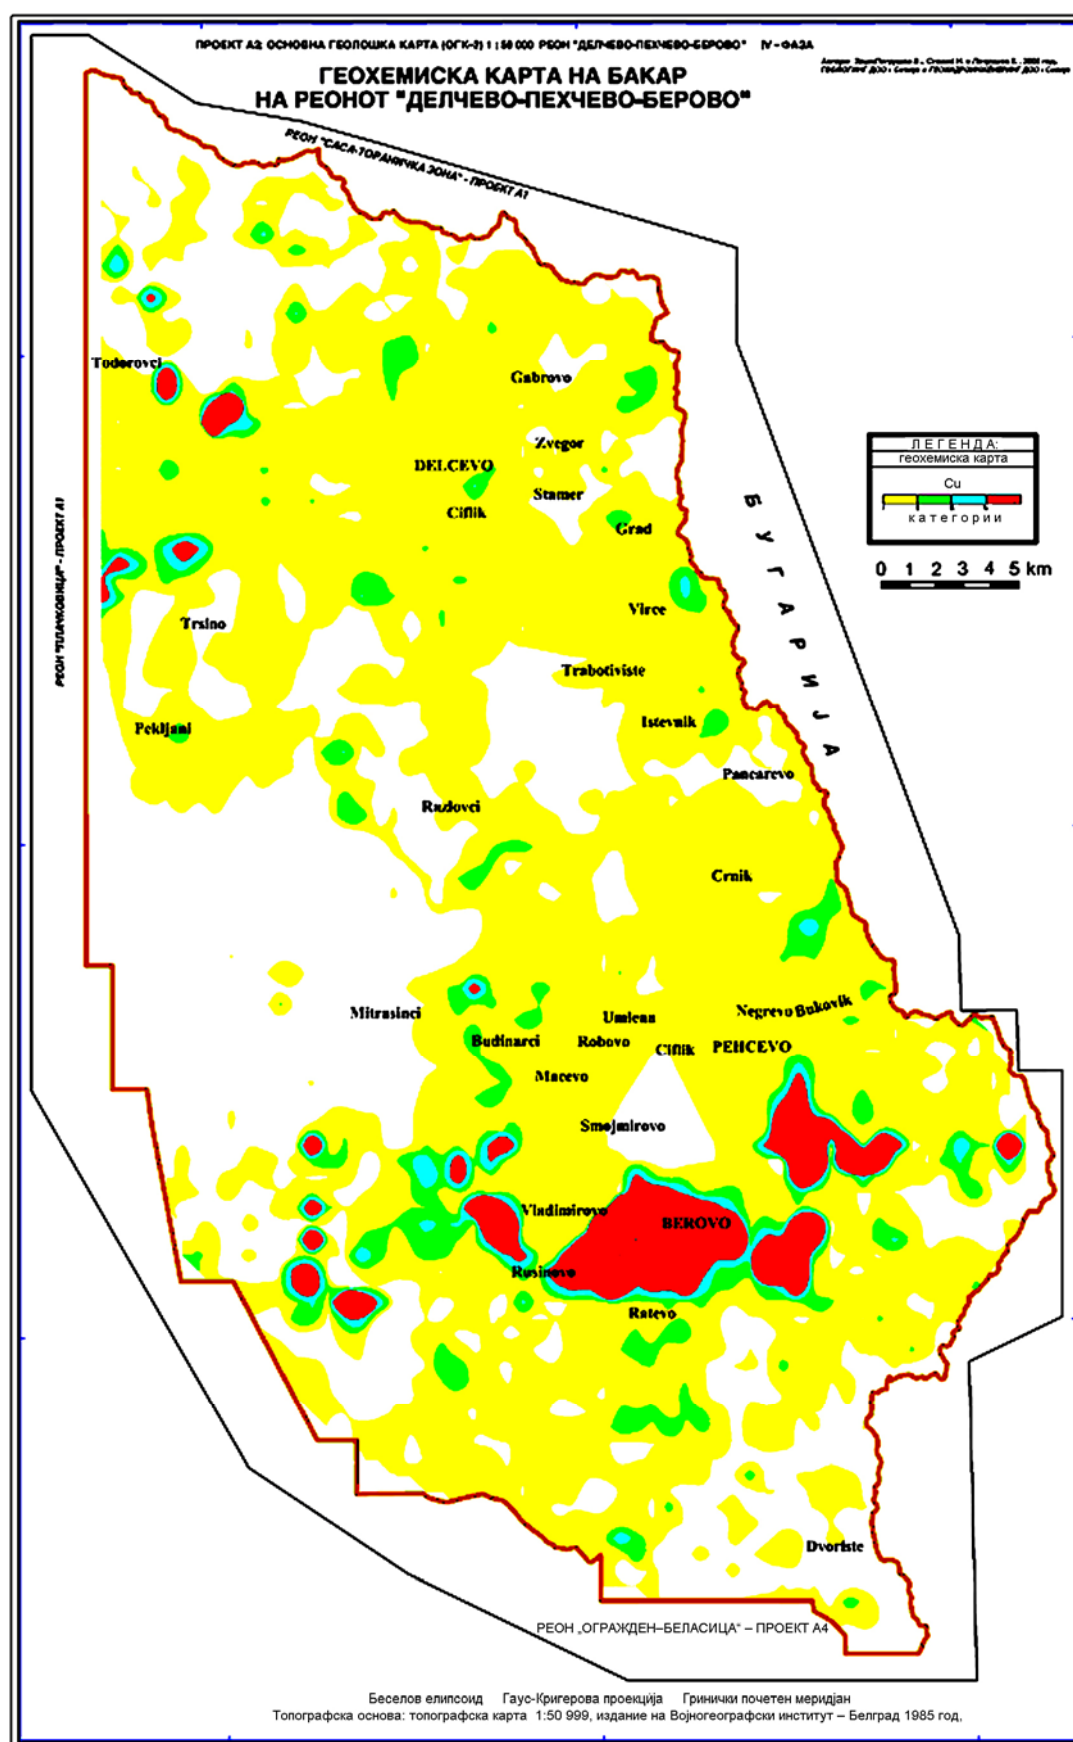 ПРОЕКТ А2: ОСНОВНА ГЕОЛОШКА КАРТА (ОГК-2) 1 : 50 000 РЕОН "ДЕЛЧЕВО-ПЕХЧЕВО-БЕРОВО" IV - ФАЗА
ГЕОХЕМИСКА КАРТА НА БАКАР
НА РЕОНОТ "ДЕЛЧЕВО-ПЕХЧЕВО-БЕРОВО"
РЕОН "САСА-ТОРАНИЧКА ЗОНА" - ПРОЕКТ А1
Todorovci
Gabrovo
Zvegor
DELCEVO
Stamer
Ciflik
Grad
БУГАРИЈА
ЛЕГЕНДА:
геохемиска карта
Cu
категории
0 1 2 3 4 5 km
РЕОН "ПЛАЧКОВИЦА" - ПРОЕКТ А1
Virce
Trsino
Trabotiviste
Istevnik
Pekljani
Pancarevo
Razlovci
Crnik
Negrevo Bukovik
Mitrasinci
Umlena
Budinarci
Robovo
Ciflik
PEHCEVO
Macevo
Smojmirovo
Vladimirovo
BEROVO
Rusinovo
Ratevo
Dvoriste
РЕОН „ОГРАЖДЕН–БЕЛАСИЦА“ – ПРОЕКТ А4
Беселов елипсоид Гаус-Кригерова проекција Гринички почетен меридјан
Топографска основа: топографска карта 1:50 999, издание на Војногеографски институт – Белград 1985 год,